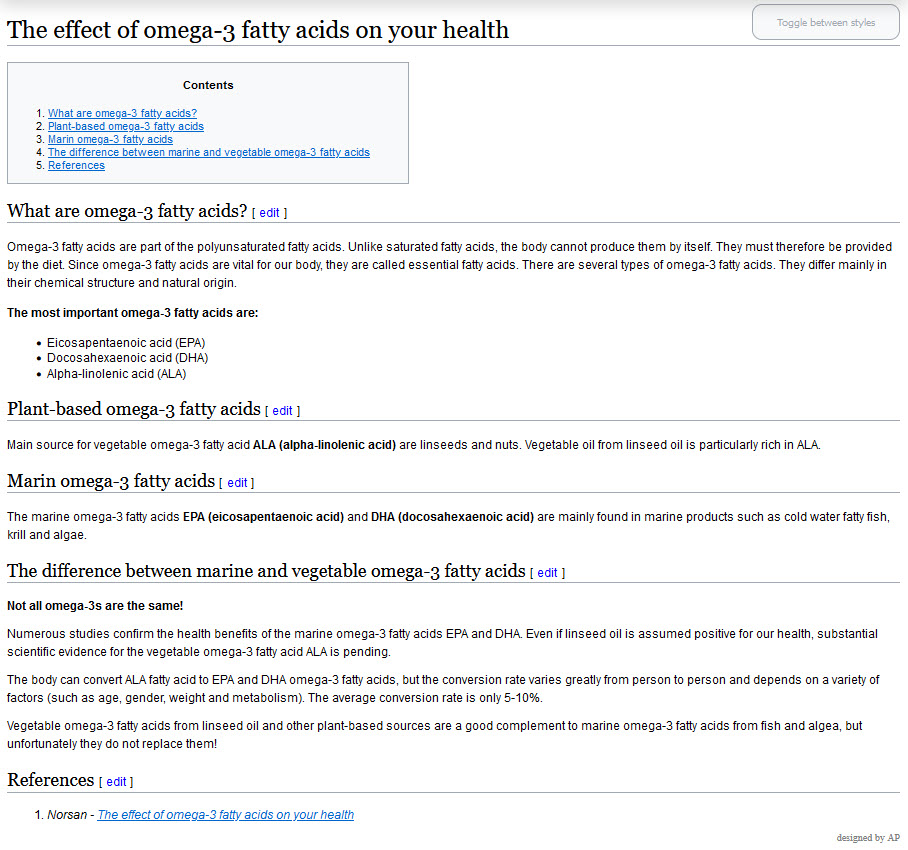 The effect of omega-3 fatty acids on your health
Toggle between styles
Contents
1. What are omega-3 fatty acids?
2. Plant-based omega-3 fatty acids
3. Marin omega-3 fatty acids
4. The difference between marine and vegetable omega-3 fatty acids
5. References
What are omega-3 fatty acids? [ edit ]
Omega-3 fatty acids are part of the polyunsaturated fatty acids. Unlike saturated fatty acids, the body cannot produce them by itself. They must therefore be provided
by the diet. Since omega-3 fatty acids are vital for our body, they are called essential fatty acids. There are several types of omega-3 fatty acids. They differ mainly in
their chemical structure and natural origin.
The most important omega-3 fatty acids are:
• Eicosapentaenoic acid (EPA)
• Docosahexaenoic acid (DHA)
• Alpha-linolenic acid (ALA)
Plant-based omega-3 fatty acids [ edit ]
Main source for vegetable omega-3 fatty acid ALA (alpha-linolenic acid) are linseeds and nuts. Vegetable oil from linseed oil is particularly rich in ALA.
Marin omega-3 fatty acids [ edit ]
The marine omega-3 fatty acids EPA (eicosapentaenoic acid) and DHA (docosahexaenoic acid) are mainly found in marine products such as cold water fatty fish,
krill and algae.
The difference between marine and vegetable omega-3 fatty acids [ edit ]
Not all omega-3s are the same!
Numerous studies confirm the health benefits of the marine omega-3 fatty acids EPA and DHA. Even if linseed oil is assumed positive for our health, substantial
scientific evidence for the vegetable omega-3 fatty acid ALA is pending.
The body can convert ALA fatty acid to EPA and DHA omega-3 fatty acids, but the conversion rate varies greatly from person to person and depends on a variety of
factors (such as age, gender, weight and metabolism). The average conversion rate is only 5-10%.
Vegetable omega-3 fatty acids from linseed oil and other plant-based sources are a good complement to marine omega-3 fatty acids from fish and algea, but
unfortunately they do not replace them!
References [ edit ]
1. Norsan - The effect of omega-3 fatty acids on your health
designed by AP